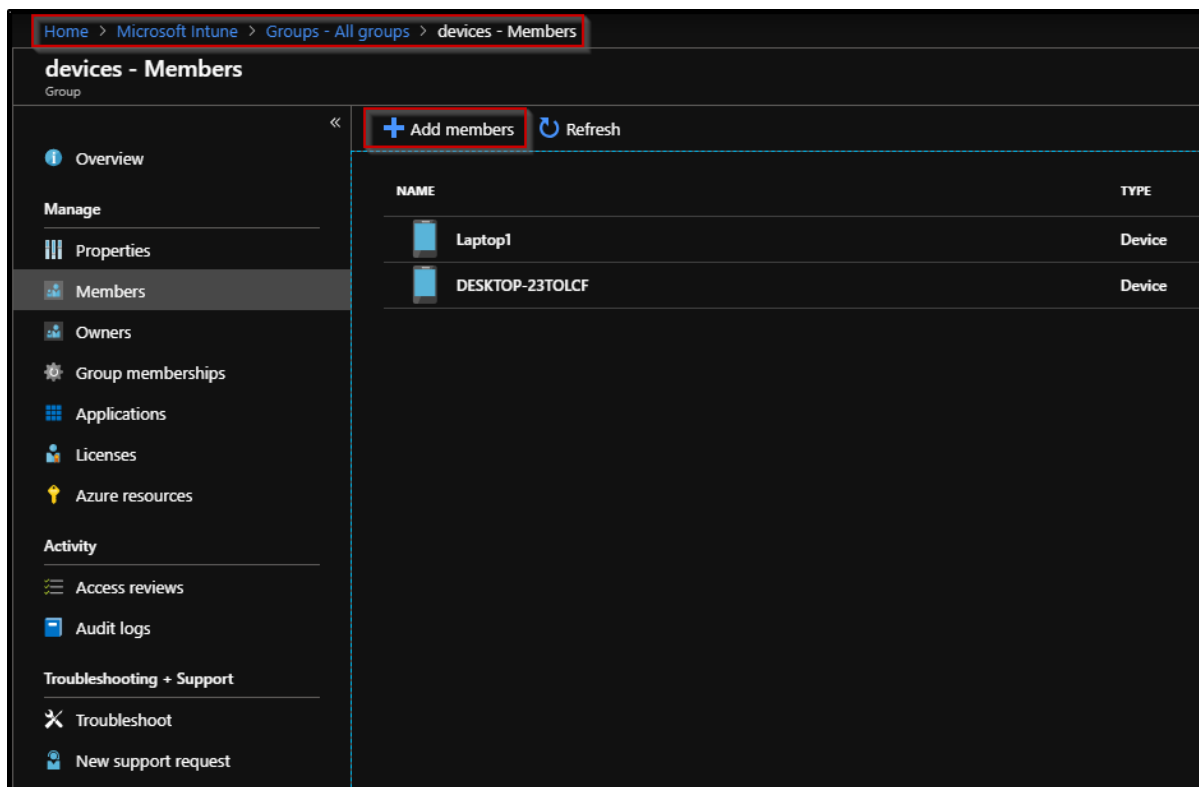 Home > Microsoft Intune > Groups - All groups > devices - Members
devices - Members
Group
«
Add members Refresh
Overview
Manage
Properties
Members
Owners
Group memberships
Applications
Licenses
Azure resources
Activity
Access reviews
Audit logs
Troubleshooting + Support
Troubleshoot
New support request
NAME TYPE
Laptop1 Device
DESKTOP-23TOLCF Device